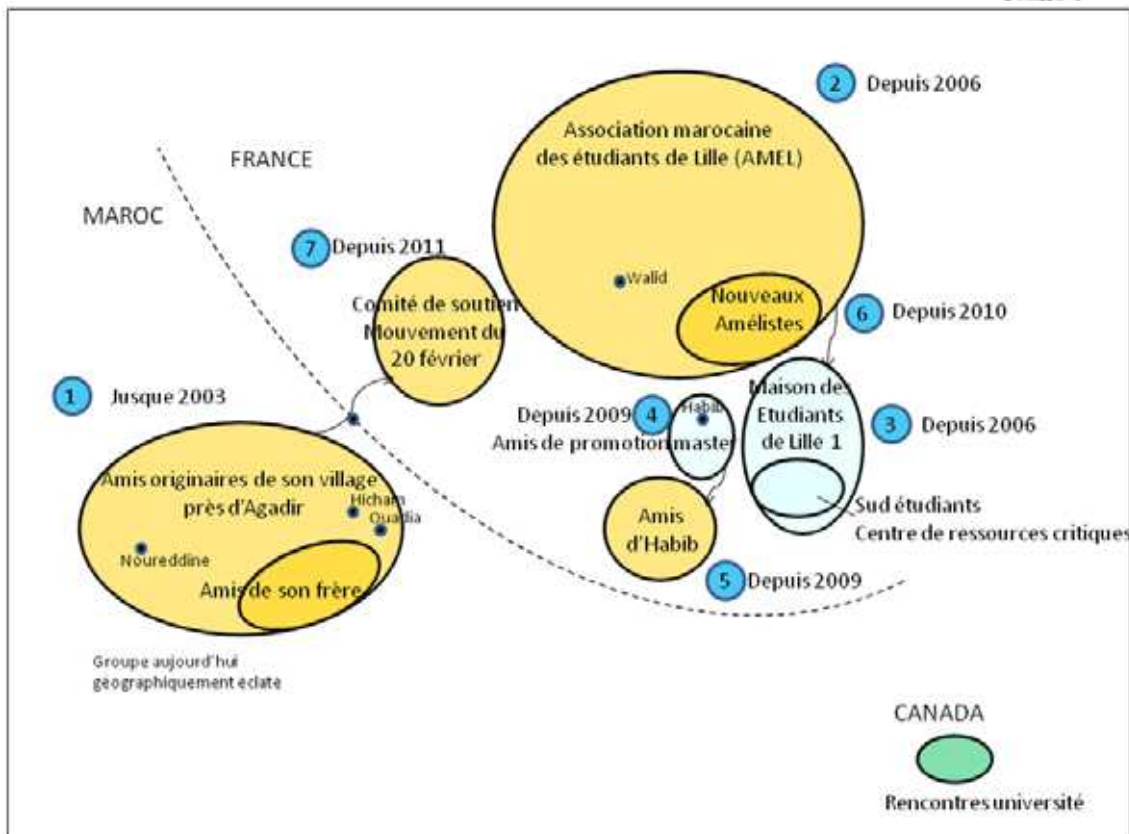 2
Depuis 2006
Association marocaine
des étudiants de Lille (AMEL)
FRANCE
MAROC
7
Depuis 2011
Walid
Nouveaux
Amélistes
Comité de soutien
Mouvement du
20 février
6
Depuis 2010
1
Jusque 2003
Maison des
Etudiants
de Lille 1
Depuis 2009
4
Habib
Amis de promotion master
3
Depuis 2006
Amis originaires de son village
près d'Agadir
Hicham
Ouadia
Noureddine
Amis de son frère
Amis
d'Habib
Sud étudiants
Centre de ressources critiques
5
Depuis 2009
Groupe aujourd'hui
géographiquement éclaté
CANADA
Rencontres université